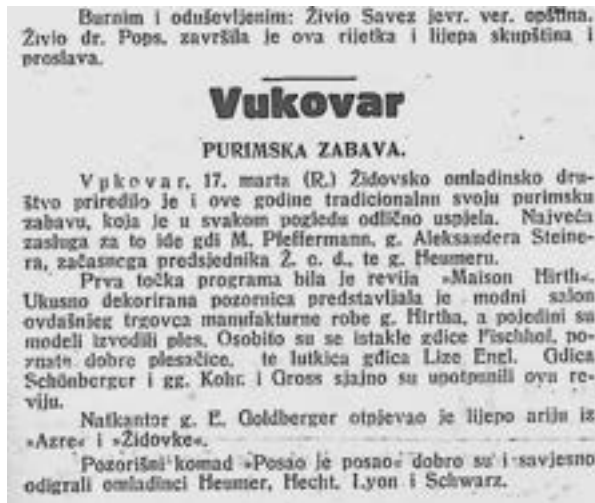 Burnim i oduševljenim: Živio Savez jevr. ver. opština.
Živio dr. Pops. završila je ova rijetka i lijepa skupština i
proslava.
Vukovar
PURIMSKA ZABAVA.
Vukovar, 17. marta (R.) Židovsko omladinsko dru-
štvo priredilo je i ove godine tradicionalnu svoju purimsku
zabavu, koja je u svakom pogledu odlično uspjela. Najveća
zasluga za to ide gdi M. Pfeffermann, g. Aleksandera Steine-
ra, začasnega predsjednika Ž. o. d., te g. Heumeru.
Prva točka programa bila je revija »Maison Hirth«.
Ukusno dekorirana pozornica predstavljala je modni salon
ovdašnjeg trgovca manufakturne robe g. Hirtha, a pojedini su
modeli izvodili ples. Osobito su se istakle gdice Fischhof, po-
znate dobre plesačice, te lutkica gdica Lize Engl. Gdica
Schönberger i gg. Kohn i Gross sjajno su upotpunili ovu re-
viju.
Natkantor g. E. Goldberger otpjevao je lijepo ariju iz
»Azre« i »Židovke«.
Pozorišni komad »Posao je posao« dobro su i savjesno
odigrali omladinci Heumer, Hecht, Lyon i Schwarz.